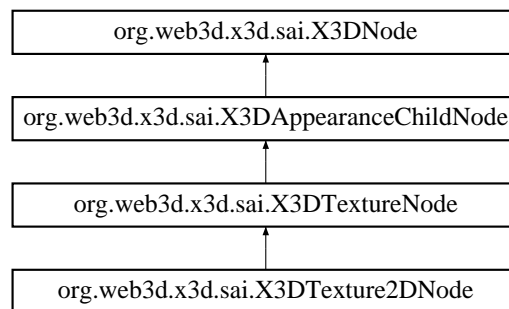 org.web3d.x3d.sai.X3DNode
org.web3d.x3d.sai.X3DAppearanceChildNode
org.web3d.x3d.sai.X3DTextureNode
org.web3d.x3d.sai.X3DTexture2DNode